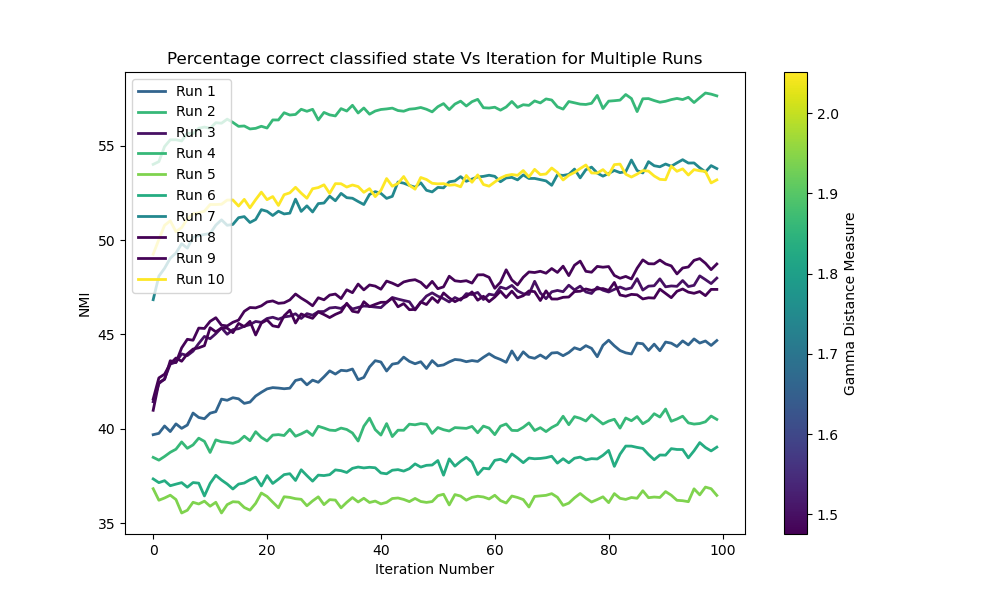 Percentage correct classified state Vs Iteration for Multiple Runs
Run 1
Run 2
Run 3
Run 4
Run 5
Run 6
Run 7
Run 8
Run 9
Run 10
55
50
45
40
35
NMI
0 20 40 60 80 100
Iteration Number
2.0
1.9
1.8
1.7
1.6
1.5
Gamma Distance Measure